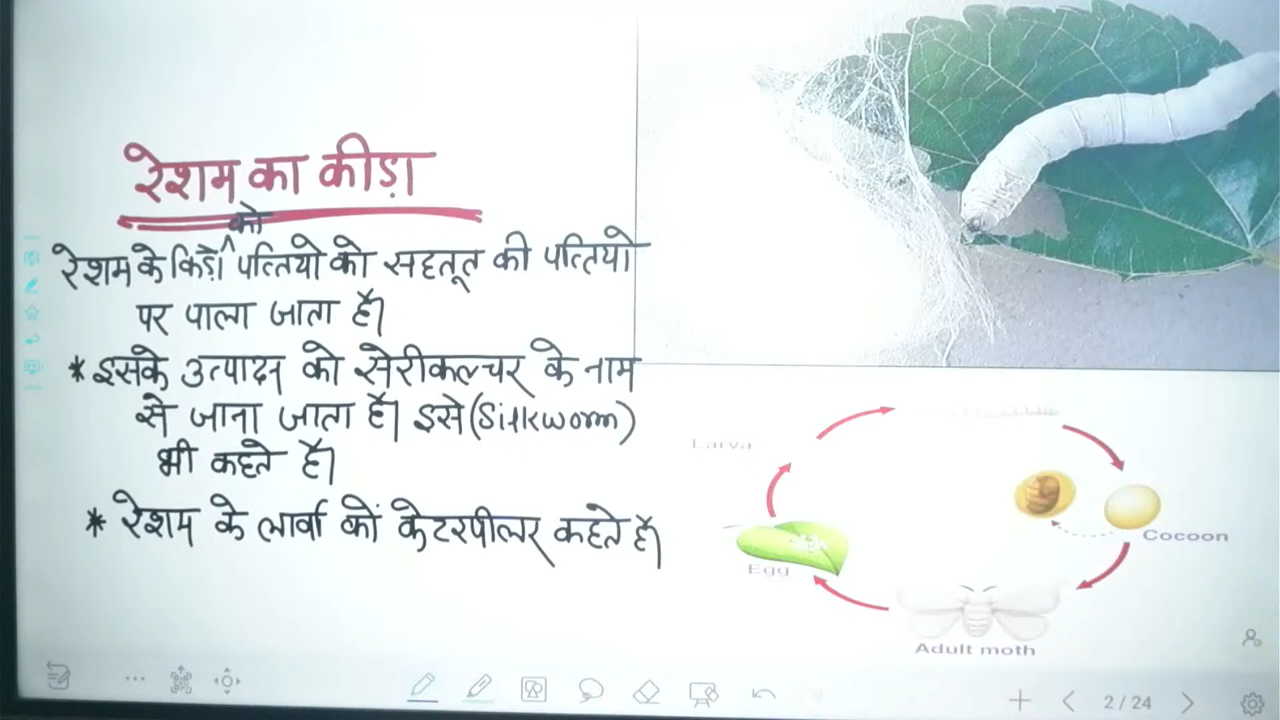 रेशम का कीड़ा
को
रेशम के किड़ों पत्तियो को सहतूत की पत्तियो
पर पाला जाता है।
* इसके उत्पादन को सेरीकल्चर के नाम
से जाना जाता है। इसे (Silkworm)
भी कहते है।
* रेशम के लार्वा कों केटरपीलर कहते है।
Larva
Cocoon
Egg
Adult moth
2 / 24